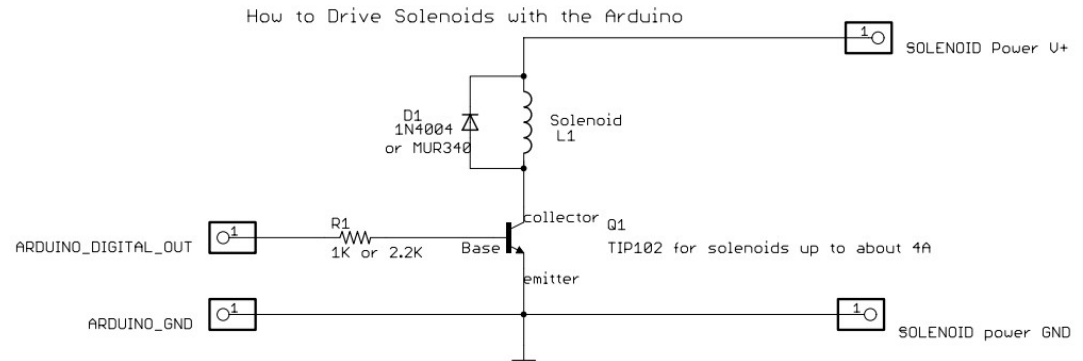 How to Drive Solenoids with the Arduino
1
SOLENOID Power V+
D1
1N4004
or MUR340
Solenoid
L1
collector
Q1
TIP102 for solenoids up to about 4A
R1
1K or 2.2K
Base
1
ARDUINO_DIGITAL_OUT
emitter
1
ARDUINO_GND
1
SOLENOID power GND